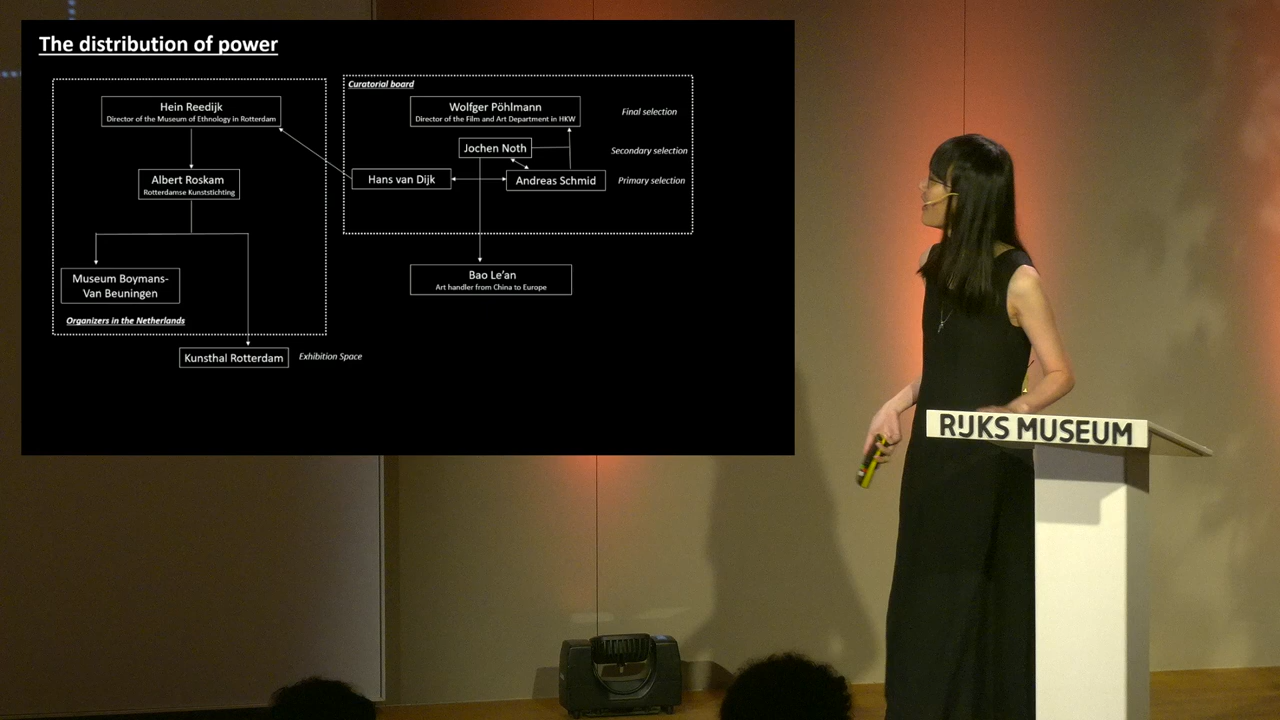 The distribution of power
Hein Reedijk
Director of the Museum of Ethnology in Rotterdam
Albert Roskam
Rotterdamse Kunststichting
Museum Boymans-
Van Beuningen
Organizers in the Netherlands
Kunsthal Rotterdam
Exhibition Space
Curatorial board
Wolfger Pöhlmann
Director of the Film and Art Department in HKW
Final selection
Jochen Noth
Secondary selection
Hans van Dijk
Andreas Schmid
Primary selection
Bao Le'an
Art handler from China to Europe
RIJKS MUSEUM